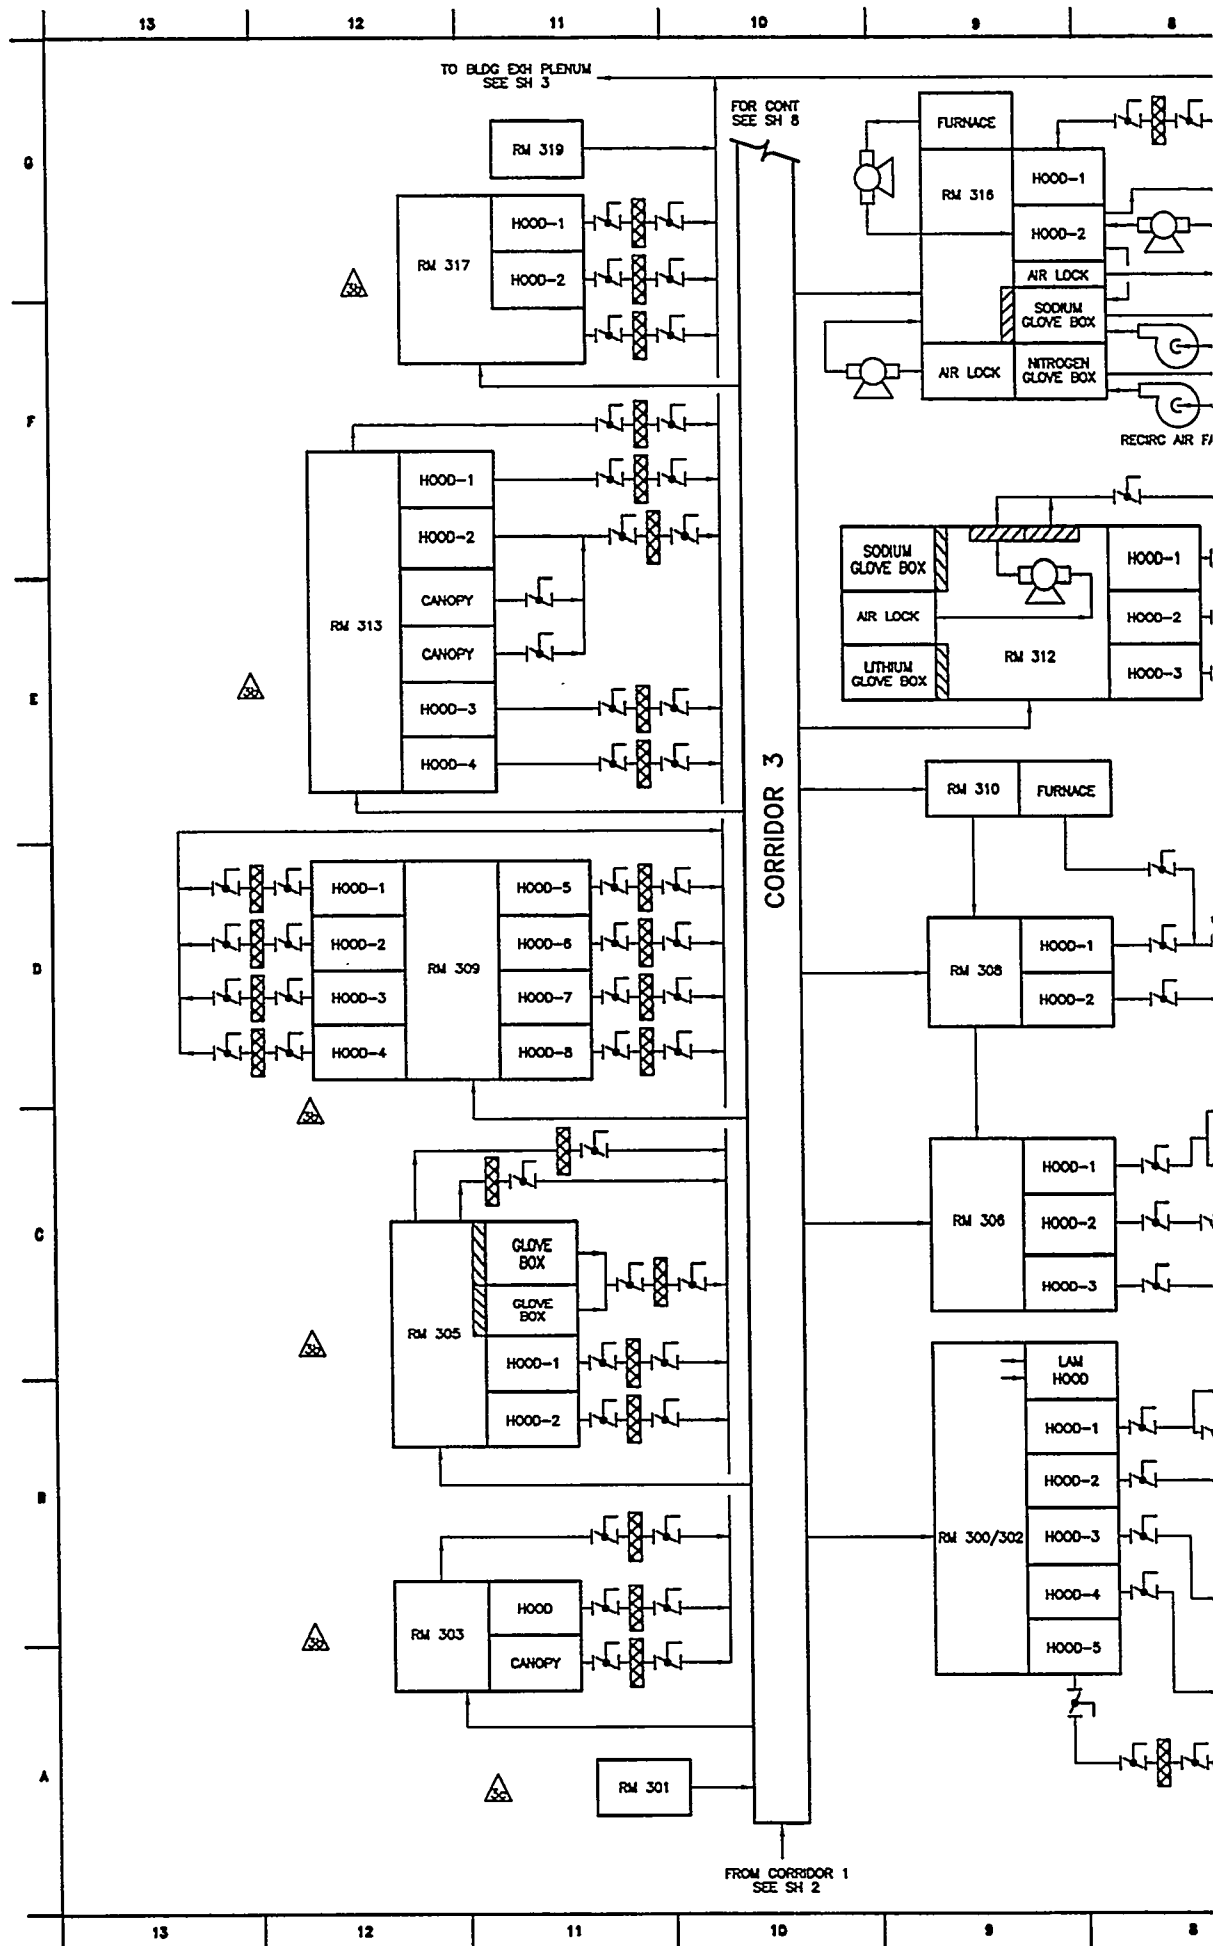 13 12 11 10 9 8
TO BLDG EXH PLENUM
SEE SH 3
FOR CONT
SEE SH 8
G
RM 319
RM 317
HOOD-1
HOOD-2
3b
FURNACE
RM 316
HOOD-1
HOOD-2
AIR LOCK
SODIUM
GLOVE BOX
AIR LOCK
NITROGEN
GLOVE BOX
RECIRC AIR FA
F
RM 313
HOOD-1
HOOD-2
CANOPY
CANOPY
HOOD-3
HOOD-4
3b
E
SODIUM
GLOVE BOX
AIR LOCK
LITHIUM
GLOVE BOX
RM 312
HOOD-1
HOOD-2
HOOD-3
CORRIDOR 3
RM 310
FURNACE
D
HOOD-1
HOOD-2
HOOD-3
HOOD-4
RM 309
HOOD-5
HOOD-6
HOOD-7
HOOD-8
3b
RM 308
HOOD-1
HOOD-2
C
RM 305
GLOVE
BOX
GLOVE
BOX
HOOD-1
HOOD-2
3b
RM 306
HOOD-1
HOOD-2
HOOD-3
B
RM 300/302
LAM
HOOD
HOOD-1
HOOD-2
HOOD-3
HOOD-4
HOOD-5
RM 303
HOOD
CANOPY
3b
A
3c
RM 301
FROM CORRIDOR 1
SEE SH 2
13 12 11 10 9 8